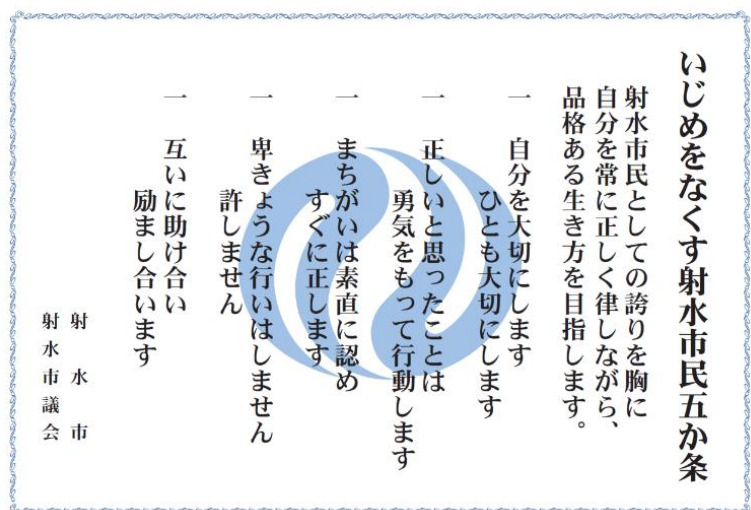 いじめをなくす射水市民五か条
射水市民としての誇りを胸に
自分を常に正しく律しながら、
品格ある生き方を目指します。
一 自分を大切にします
ひとも大切にします
一 正しいと思ったことは
勇気をもって行動します
一 まちがいは素直に認め
すぐに正します
一 卑きょうな行いはしません
許しません
一 互いに助け合い
励まし合います
射水市
射水市議会